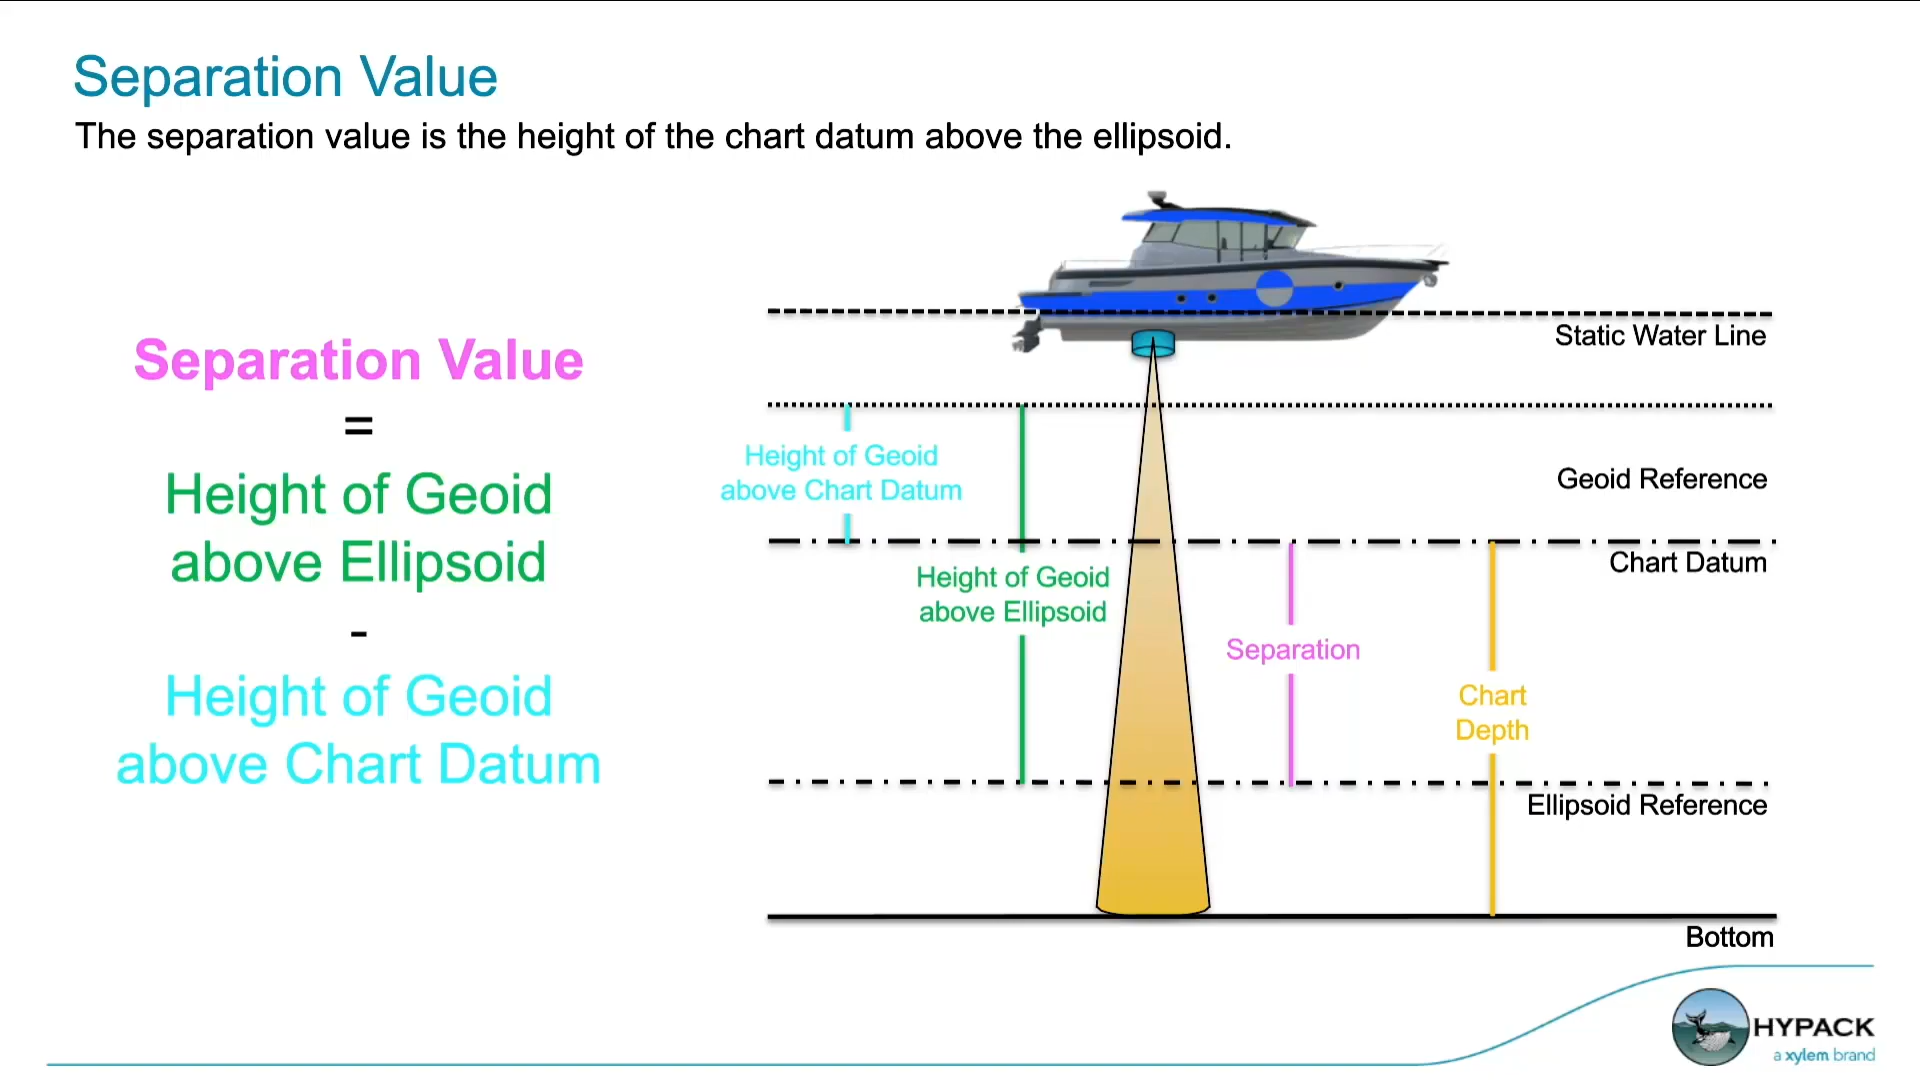 Separation Value
The separation value is the height of the chart datum above the ellipsoid.
Separation Value
=
Height of Geoid
above Ellipsoid
-
Height of Geoid
above Chart Datum
Static Water Line
Height of Geoid
above Chart Datum
Geoid Reference
Chart Datum
Height of Geoid
above Ellipsoid
Separation
Chart
Depth
Ellipsoid Reference
Bottom
HYPACK
a xylem brand